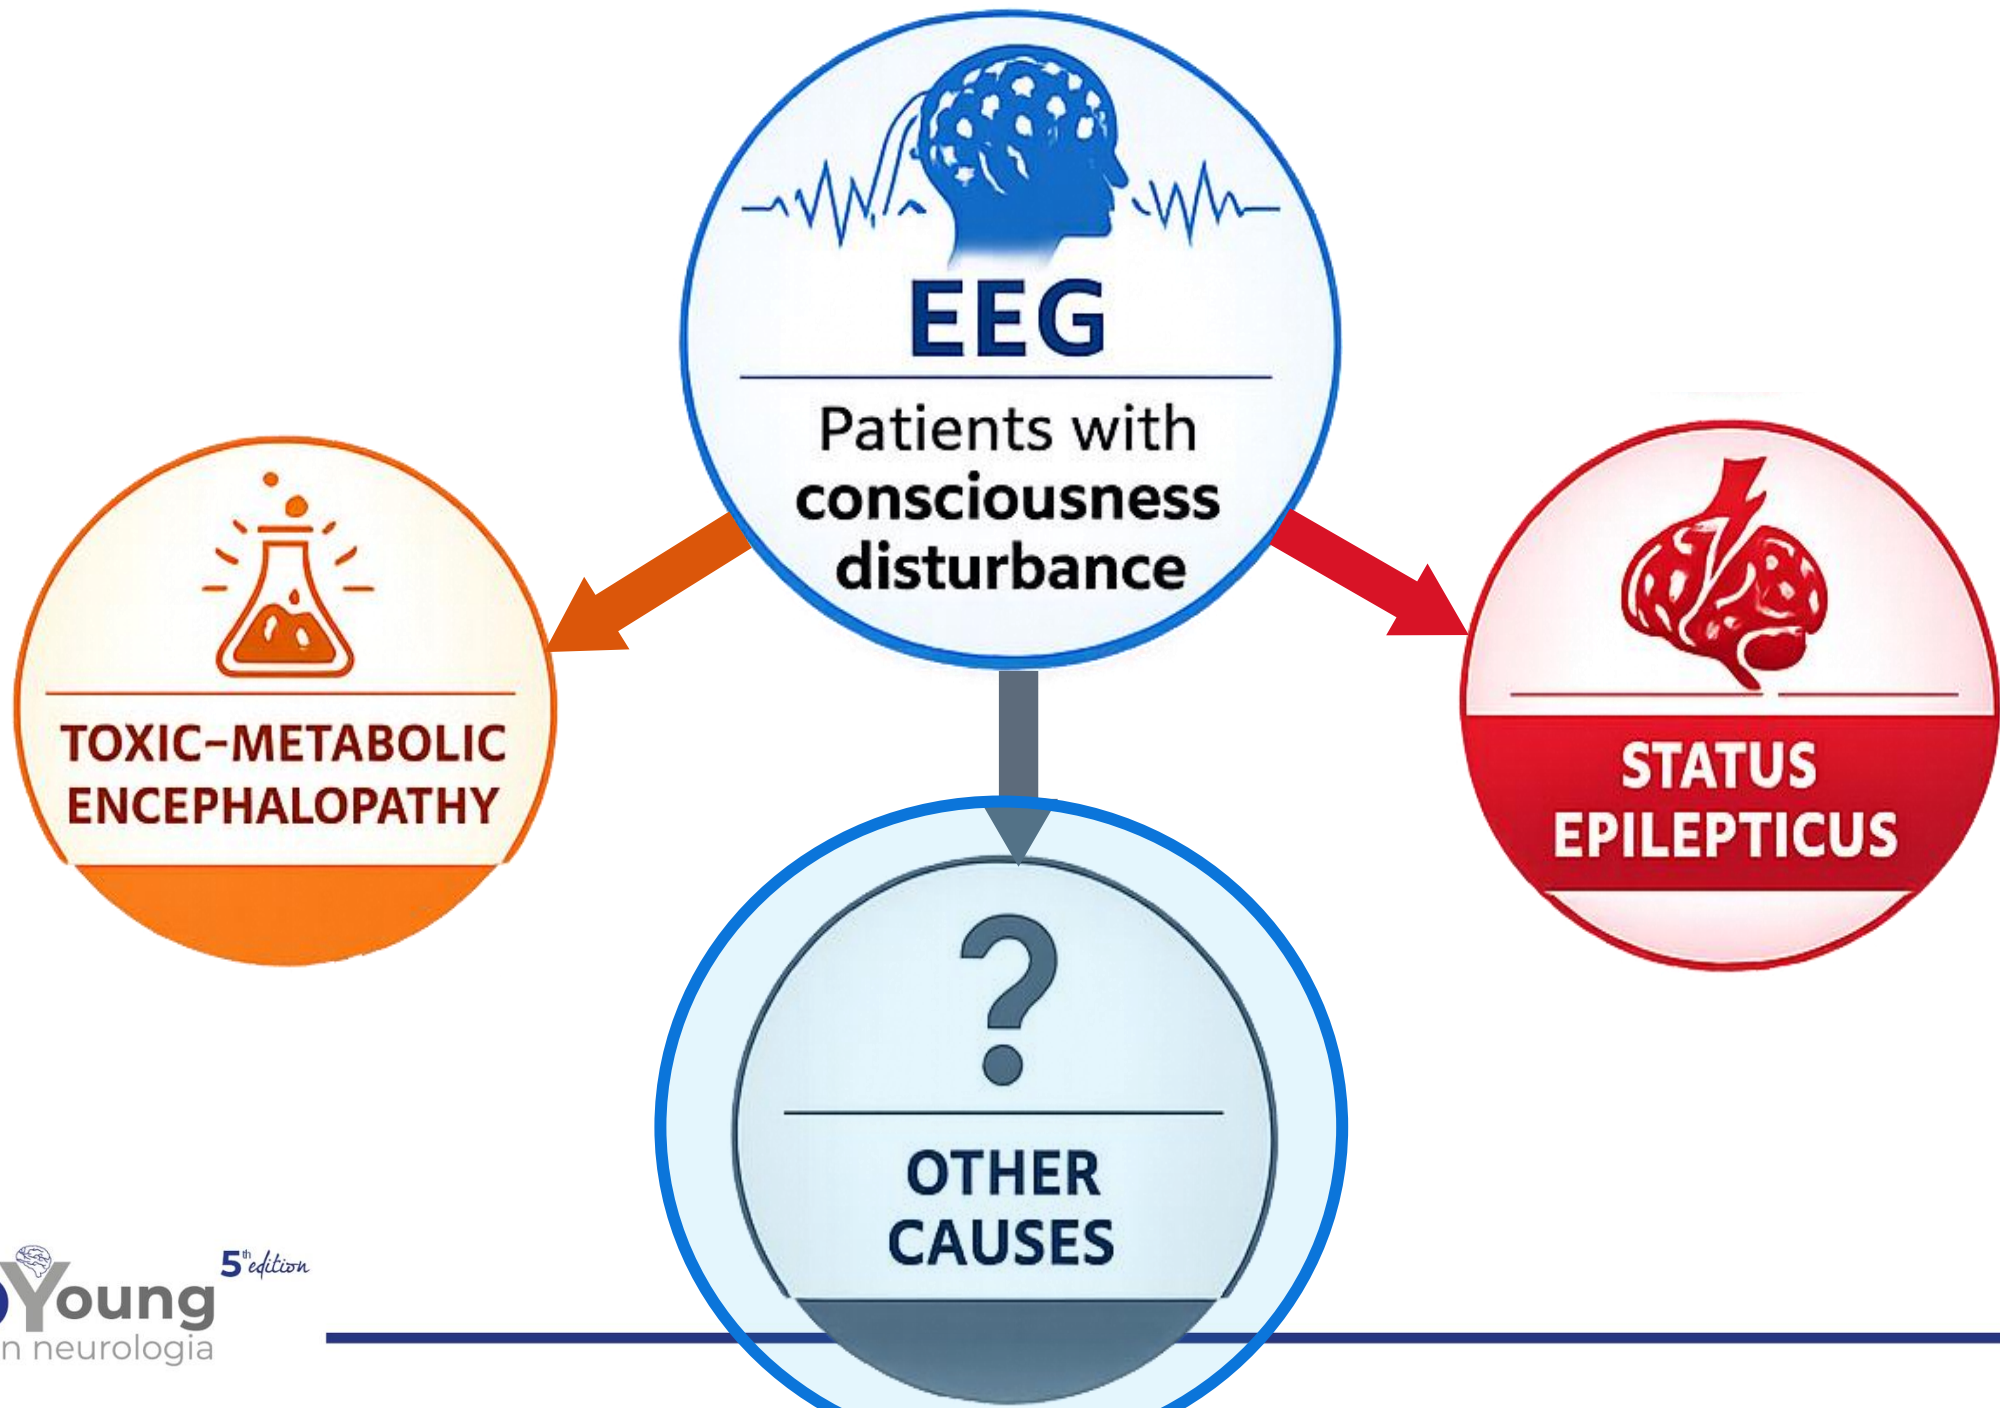 EEG
Patients with
consciousness
disturbance
TOXIC-METABOLIC
ENCEPHALOPATHY
STATUS
EPILEPTICUS
?
OTHER
CAUSES
5th edition
Young
n neurologia